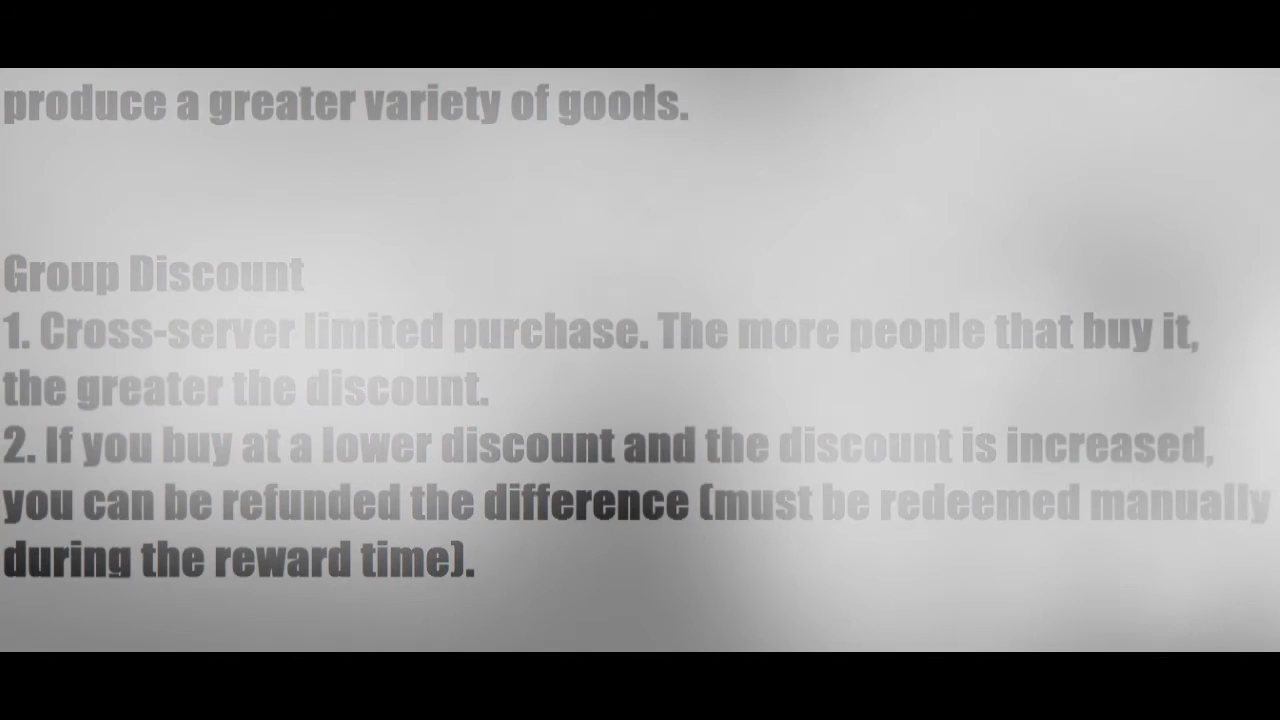 produce a greater variety of goods.
Group Discount
1. Cross-server limited purchase. The more people that buy it,
the greater the discount.
2. If you buy at a lower discount and the discount is increased,
you can be refunded the difference (must be redeemed manually
during the reward time).